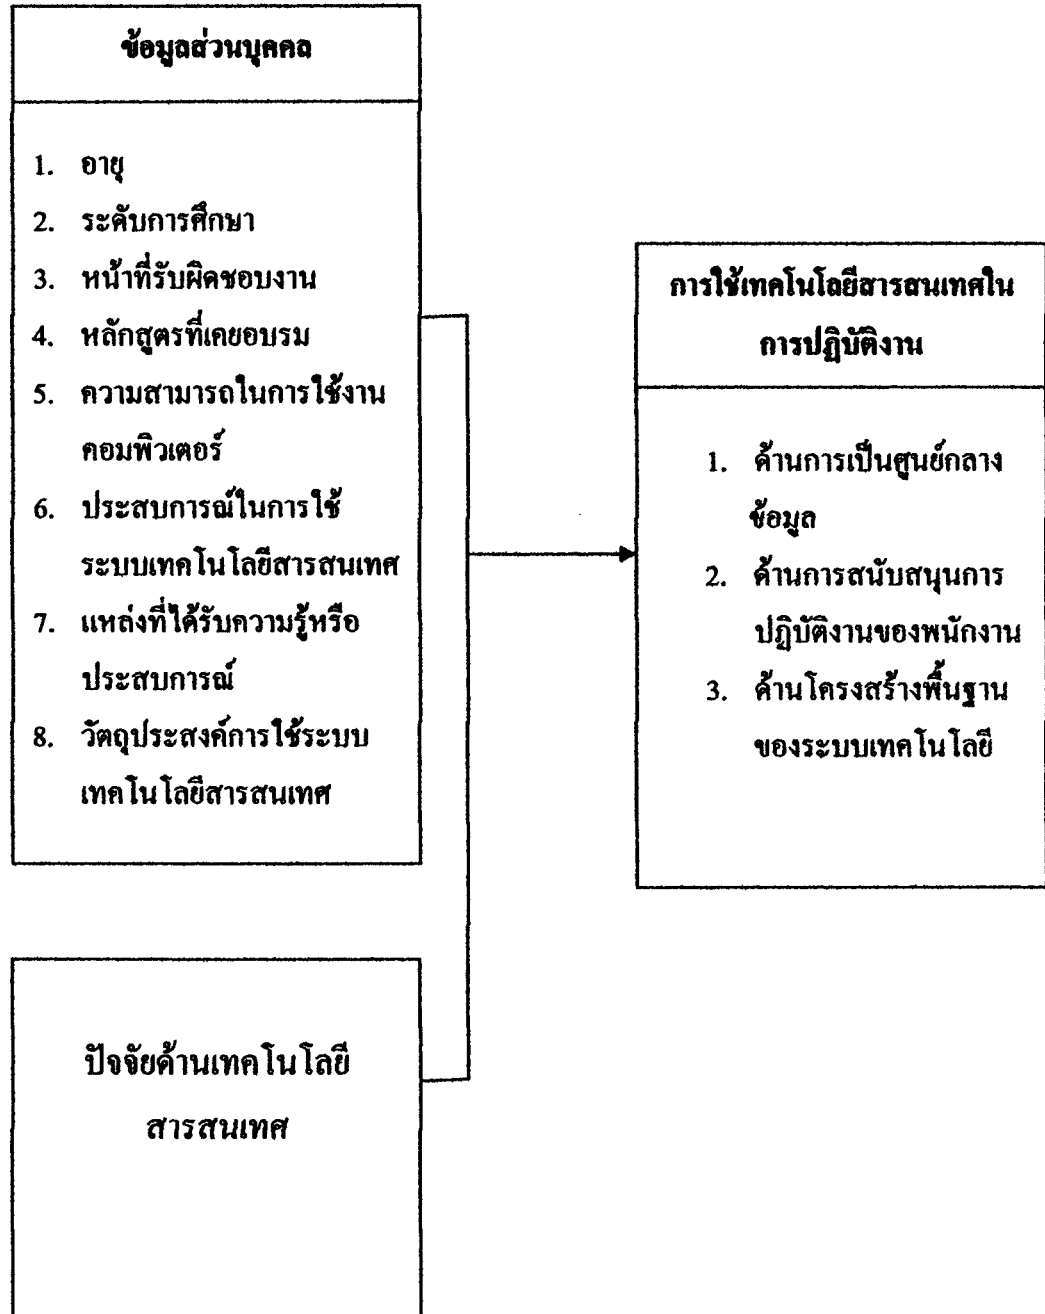 ข้อมูลส่วนบุคคล
1. อายุ
2. ระดับการศึกษา
3. หน้าที่รับผิดชอบงาน
4. หลักสูตรที่เคยอบรม
5. ความสามารถในการใช้งาน
คอมพิวเตอร์
6. ประสบการณ์ในการใช้
ระบบเทคโนโลยีสารสนเทศ
7. แหล่งที่ได้รับความรู้หรือ
ประสบการณ์
8. วัตถุประสงค์การใช้ระบบ
เทคโนโลยีสารสนเทศ
ปัจจัยด้านเทคโนโลยี
สารสนเทศ
การใช้เทคโนโลยีสารสนเทศใน
การปฏิบัติงาน
1. ด้านการเป็นศูนย์กลาง
ข้อมูล
2. ด้านการสนับสนุนการ
ปฏิบัติงานของพนักงาน
3. ด้านโครงสร้างพื้นฐาน
ของระบบเทคโนโลยี